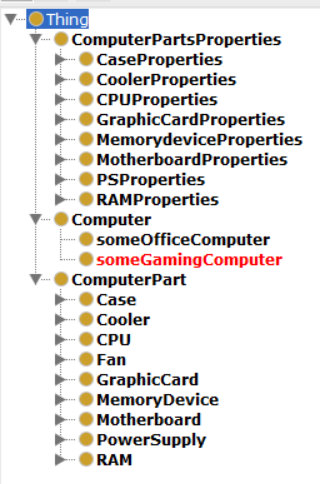 Thing
ComputerPartsProperties
CaseProperties
CoolerProperties
CPUProperties
GraphicCardProperties
MemorydeviceProperties
MotherboardProperties
PSProperties
RAMProperties
Computer
someOfficeComputer
someGamingComputer
ComputerPart
Case
Cooler
CPU
Fan
GraphicCard
MemoryDevice
Motherboard
PowerSupply
RAM